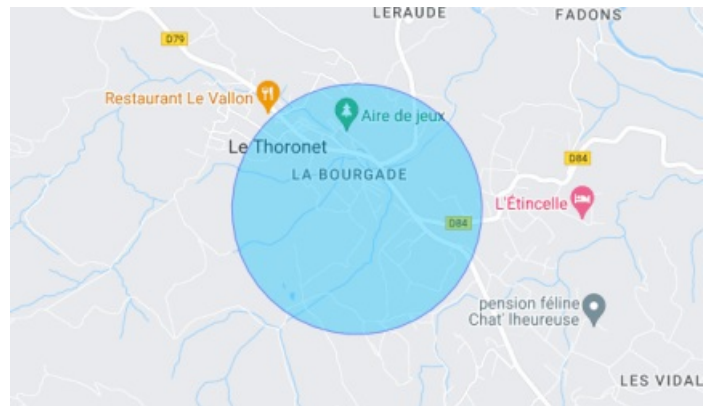 LERAUDE
FADONS
D79
Restaurant Le Vallon
Aire de jeux
Le Thoronet
LA BOURGADE
D84
L'Étincelle
D84
pension féline
Chat' lheureuse
LES VIDAL